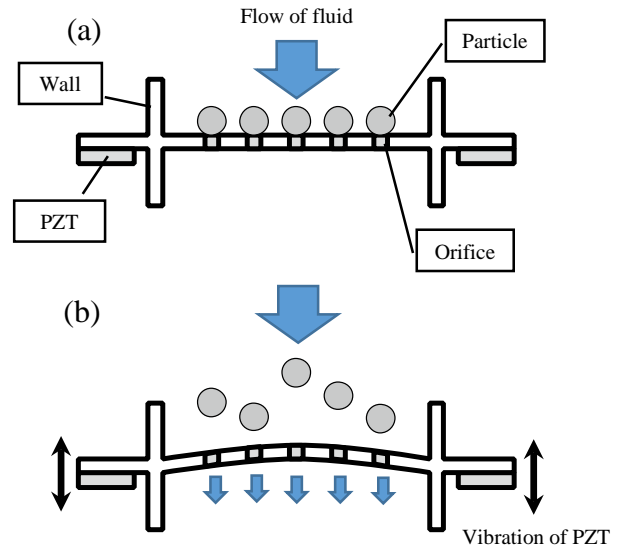 (a)
Flow of fluid
Particle
Wall
PZT
Orifice
(b)
Vibration of PZT